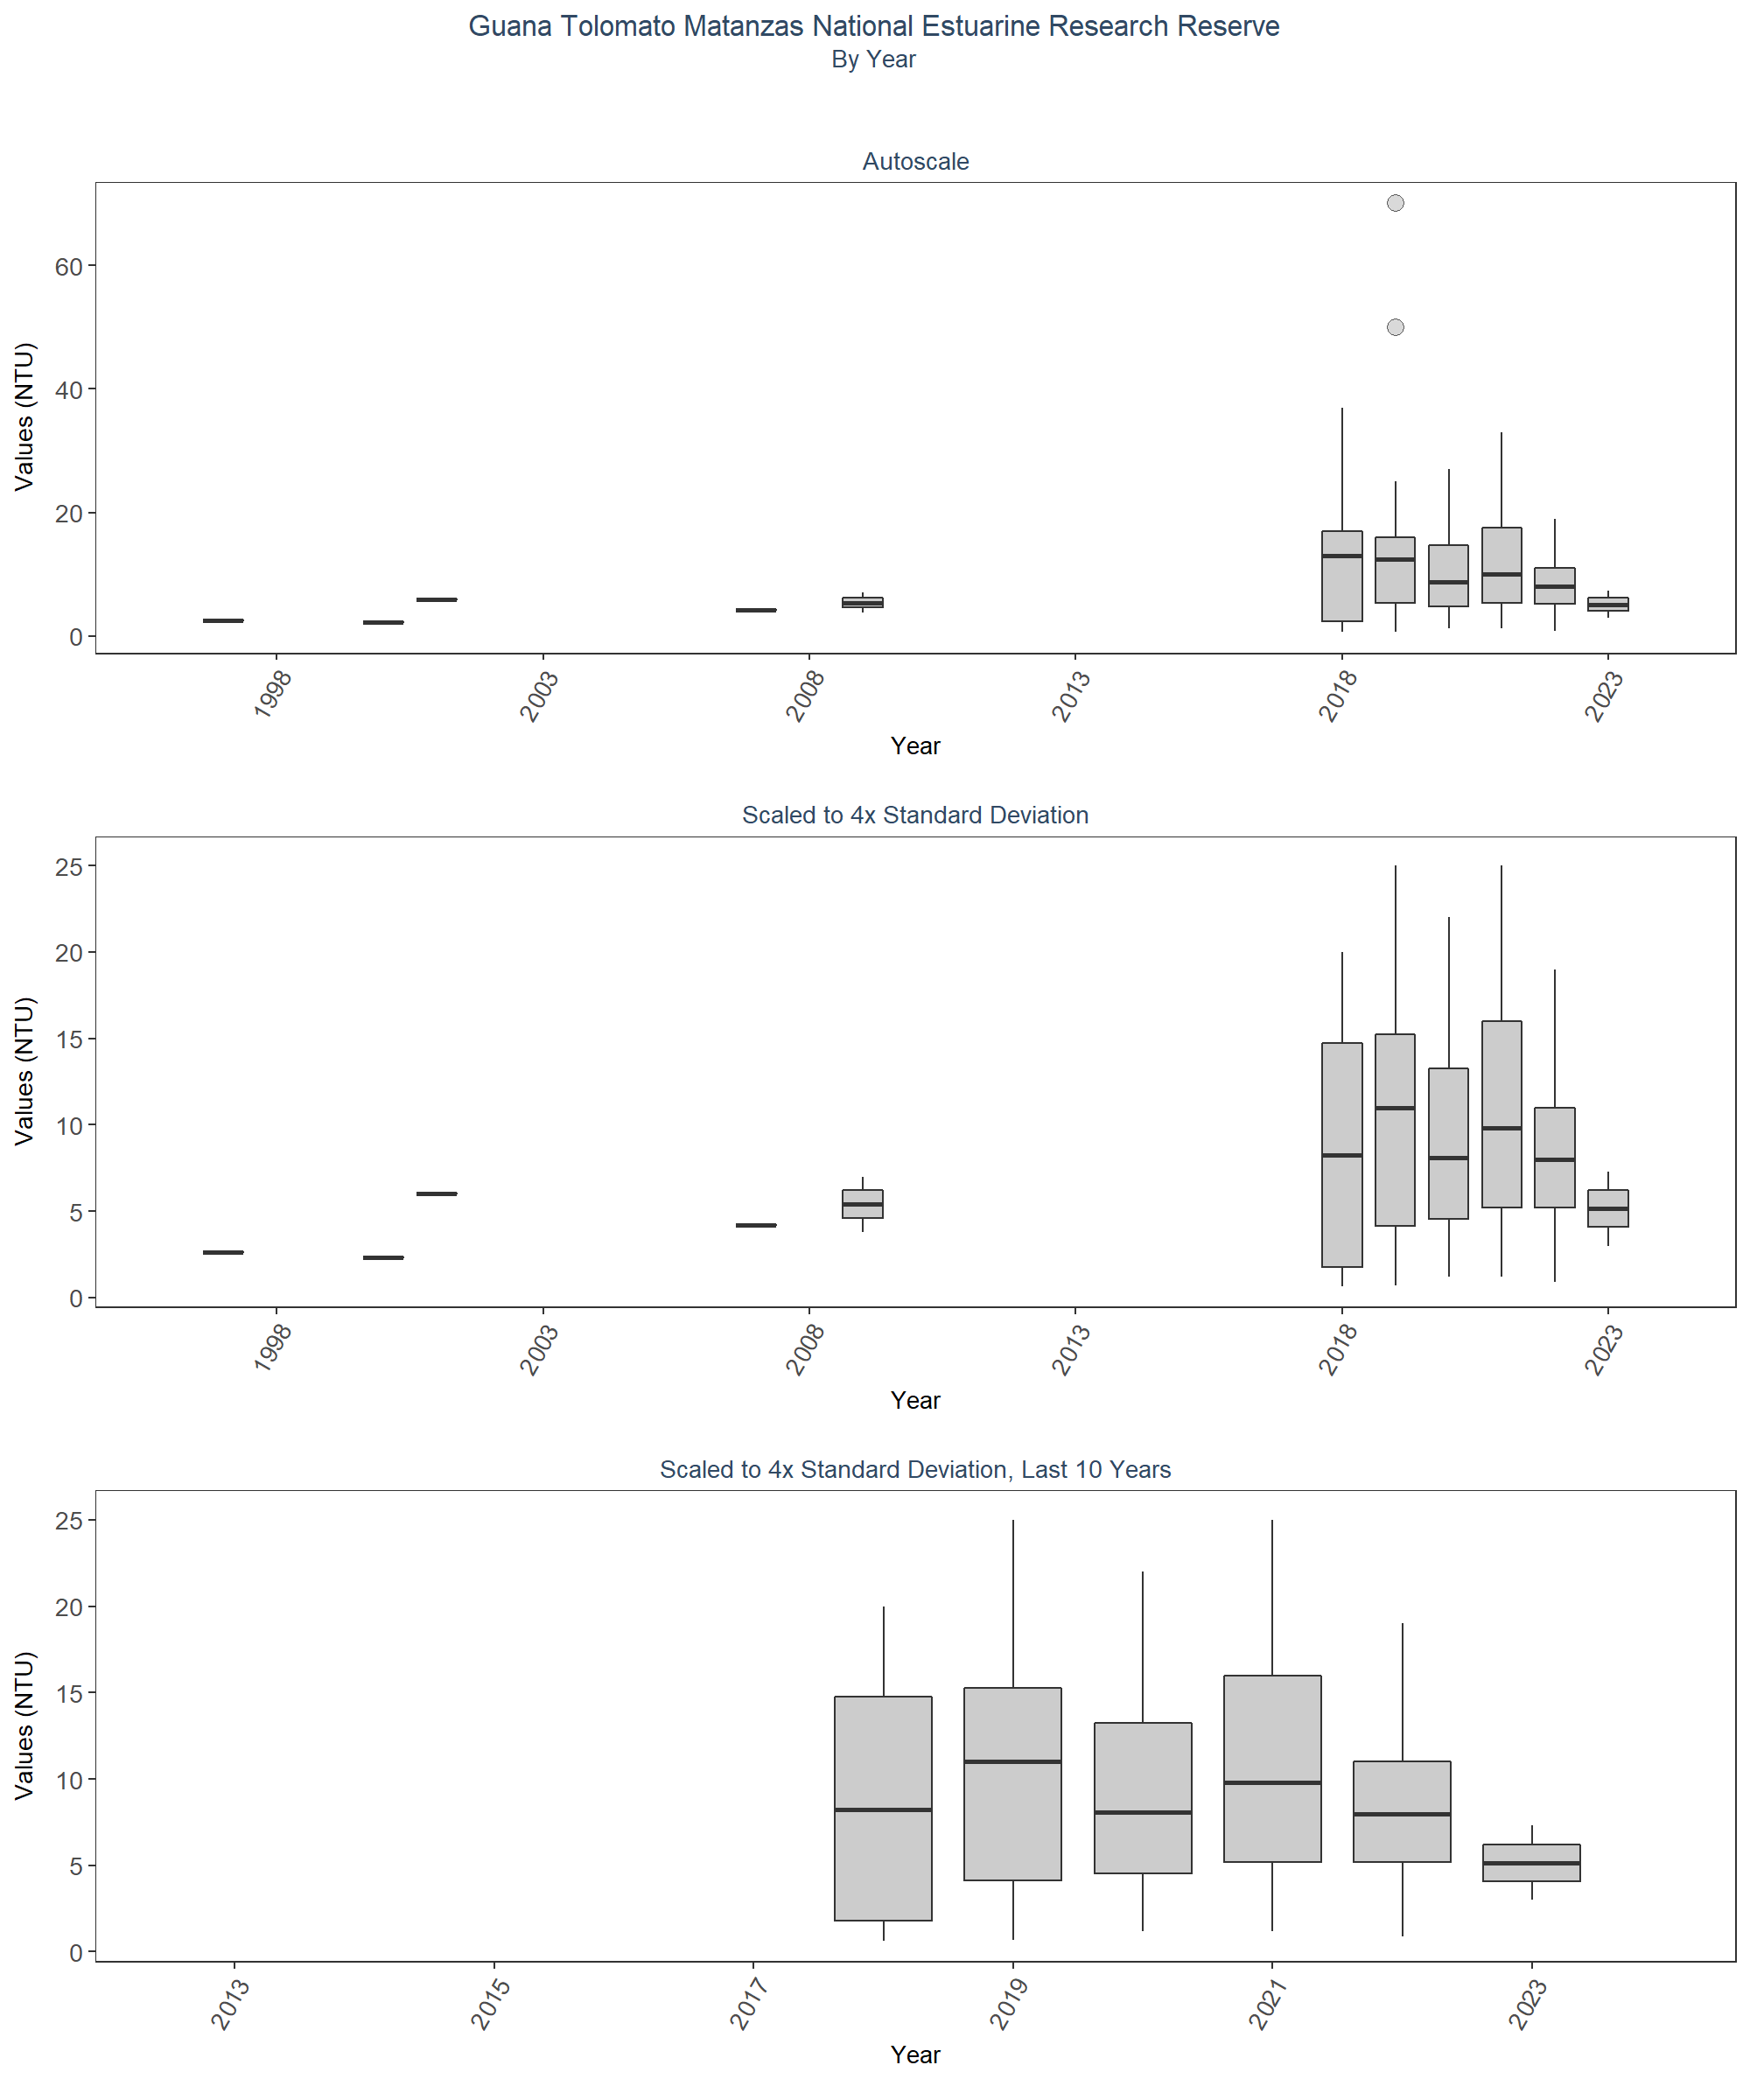 Guana Tolomato Matanzas National Estuarine Research Reserve
By Year
Autoscale
Values (NTU)
60
40
20
0
1998 2003 2008 2013 2018 2023
Year
Scaled to 4x Standard Deviation
Values (NTU)
25
20
15
10
5
0
1998 2003 2008 2013 2018 2023
Year
Scaled to 4x Standard Deviation, Last 10 Years
Values (NTU)
25
20
15
10
5
0
2013 2015 2017 2019 2021 2023
Year